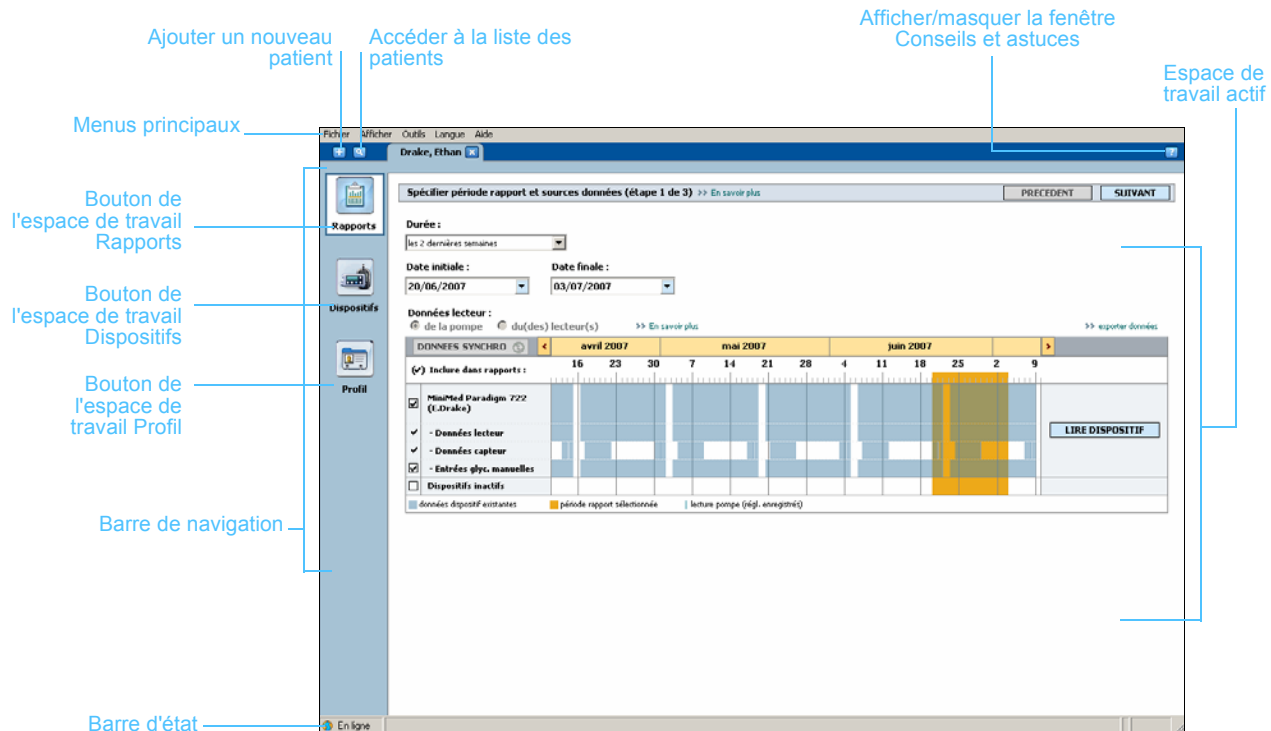 Ajouter un nouveau
patient
Accéder à la liste des
patients
Afficher/masquer la fenêtre
Conseils et astuces
Espace de
travail actif
Menus principaux
Fichier Afficher Outils Langue Aide
Drake, Ethan
Bouton de
l'espace de travail
Rapports
Rapports
Bouton de
l'espace de travail
Dispositifs
Dispositifs
Bouton de
l'espace de
travail Profil
Profil
Barre de navigation
Spécifier période rapport et sources données (étape 1 de 3) >> En savoir plus
PRECEDENT SUIVANT
Durée :
les 2 dernières semaines
Date initiale : Date finale :
20/06/2007 03/07/2007
Données lecteur :
de la pompe du(des) lecteur(s) >> En savoir plus >> exporter données
DONNEES SYNCHRO avril 2007 mai 2007 juin 2007
(✓) Inclure dans rapports : 16 23 30 7 14 21 28 4 11 18 25 2 9
MiniMed Paradigm 722
(E.Drake)
- Données lecteur
- Données capteur
- Entrées glyc. manuelles
Dispositifs inactifs
LIRE DISPOSITIF
données dispositif existantes période rapport sélectionnée lecture pompe (régl. enregistrés)
Barre d'état
En ligne